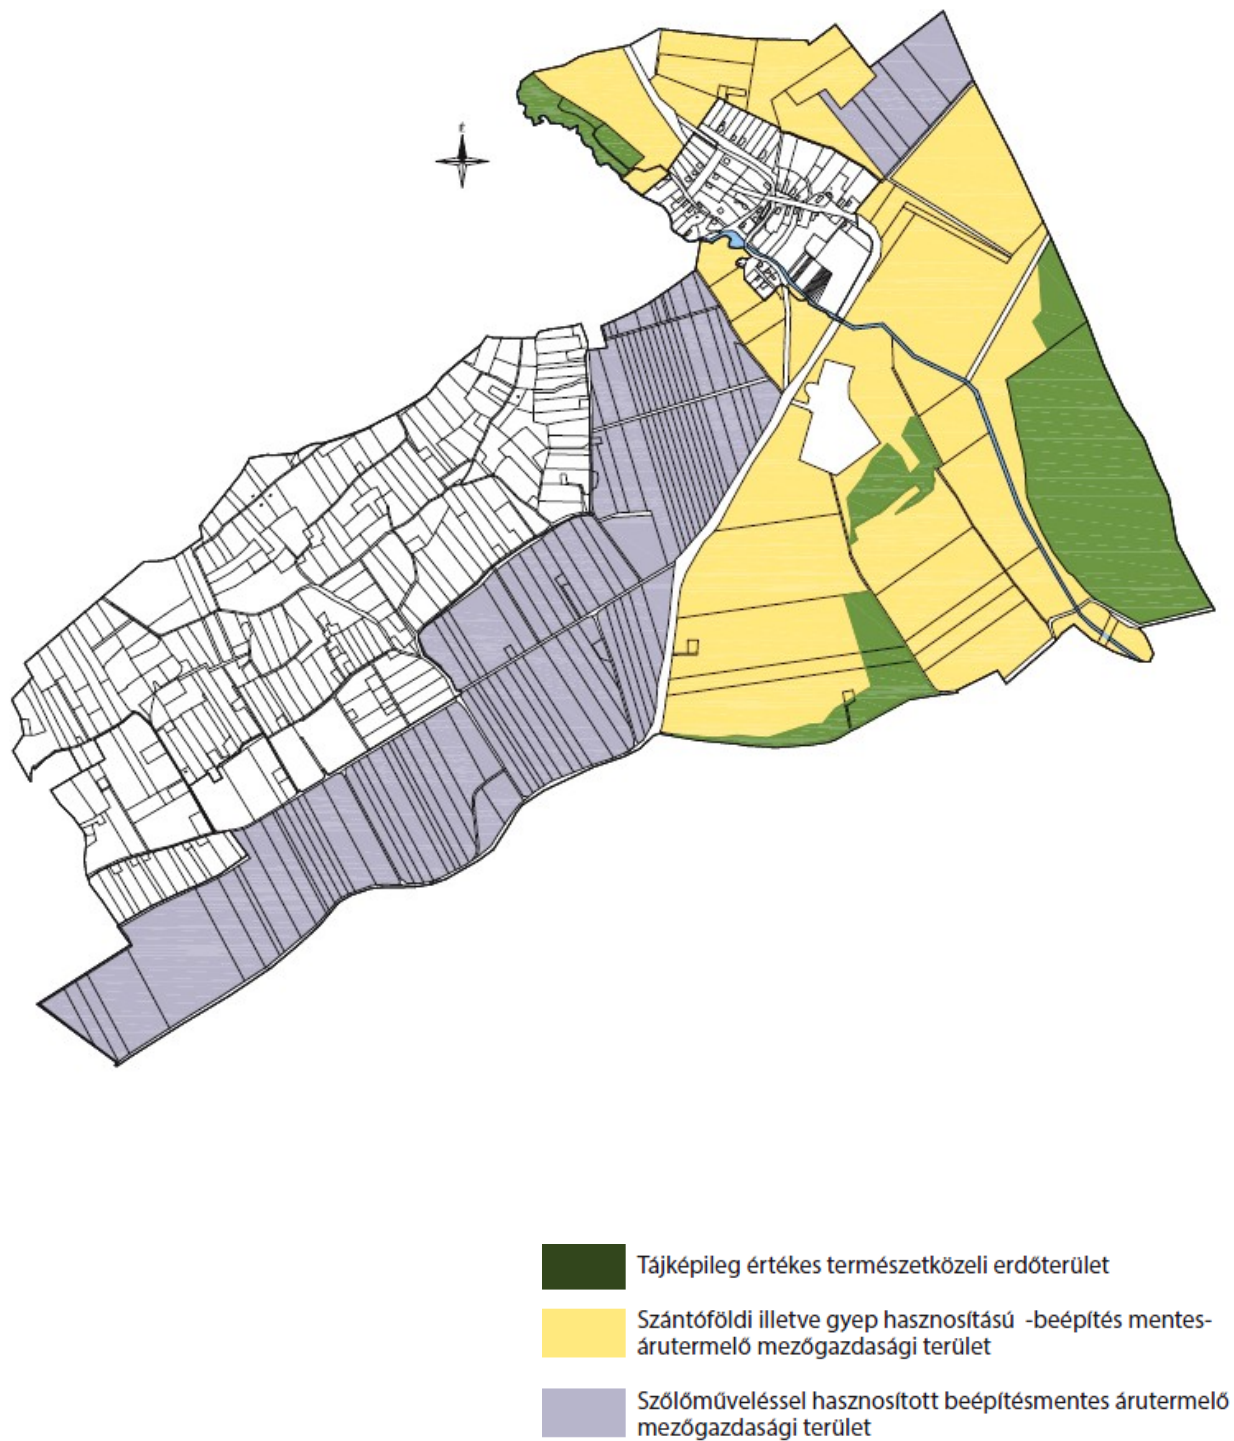 é
Tájképileg értékes természetközeli erdőterület
Szántóföldi illetve gyep hasznosítású -beépítés mentes-
árutermelő mezőgazdasági terület
Szőlőműveléssel hasznosított beépítésmentes árutermelő
mezőgazdasági terület